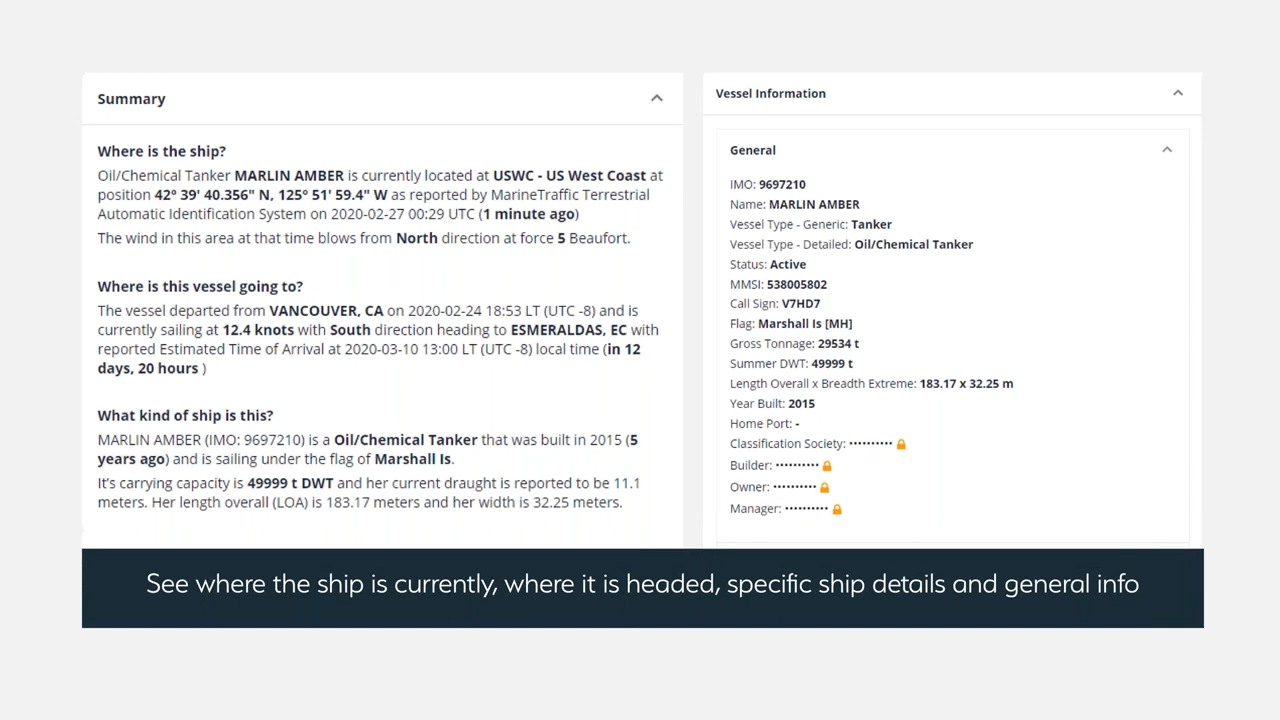 Summary
Where is the ship?
Oil/Chemical Tanker MARLIN AMBER is currently located at USWC - US West Coast at
position 42° 39' 40.356" N, 125° 51' 59.4" W as reported by MarineTraffic Terrestrial
Automatic Identification System on 2020-02-27 00:29 UTC (1 minute ago)
The wind in this area at that time blows from North direction at force 5 Beaufort.
Where is this vessel going to?
The vessel departed from VANCOUVER, CA on 2020-02-24 18:53 LT (UTC -8) and is
currently sailing at 12.4 knots with South direction heading to ESMERALDAS, EC with
reported Estimated Time of Arrival at 2020-03-10 13:00 LT (UTC -8) local time (in 12
days, 20 hours )
What kind of ship is this?
MARLIN AMBER (IMO: 9697210) is a Oil/Chemical Tanker that was built in 2015 (5
years ago) and is sailing under the flag of Marshall Is.
It's carrying capacity is 49999 t DWT and her current draught is reported to be 11.1
meters. Her length overall (LOA) is 183.17 meters and her width is 32.25 meters.
Vessel Information
General
IMO: 9697210
Name: MARLIN AMBER
Vessel Type - Generic: Tanker
Vessel Type - Detailed: Oil/Chemical Tanker
Status: Active
MMSI: 538005802
Call Sign: V7HD7
Flag: Marshall Is [MH]
Gross Tonnage: 29534 t
Summer DWT: 49999 t
Length Overall x Breadth Extreme: 183.17 x 32.25 m
Year Built: 2015
Home Port: -
Classification Society: ••••••••••
Builder: ••••••••••
Owner: ••••••••••
Manager: ••••••••••
See where the ship is currently, where it is headed, specific ship details and general info